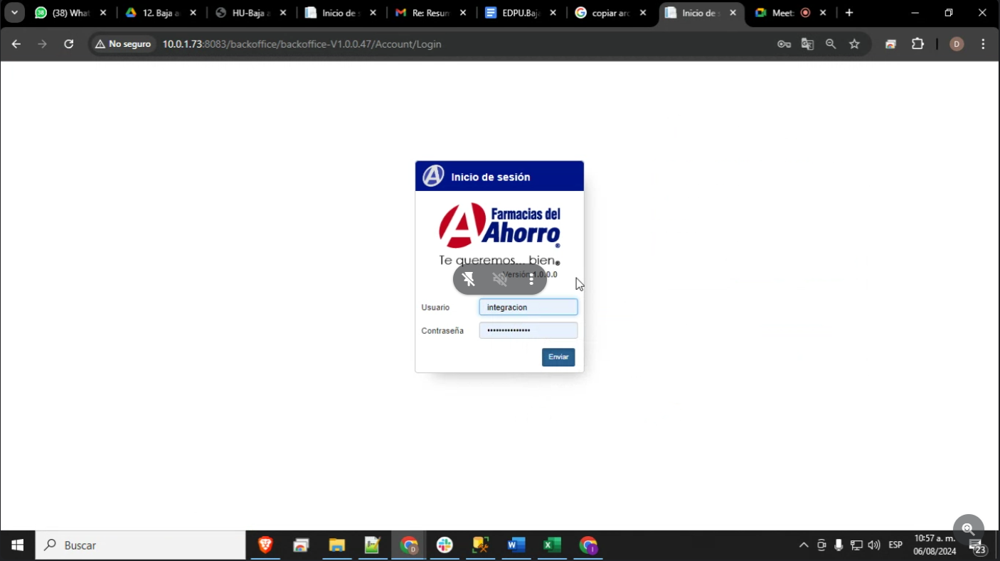 (38) What
12. Baja a
HU-Baja a
Inicio de s
Re: Resum
EDPU.Baja
copiar arc
Inicio de s
Meet:
No seguro
10.0.1.73:8083/backoffice/backoffice-V1.0.0.47/Account/Login
D
Inicio de sesión
Farmacias del
Ahorro
Te queremos... bien.
Versión 1.0.0.0
Usuario
integracion
Contraseña
Enviar
Buscar
ESP
10:57 a. m.
06/08/2024
23